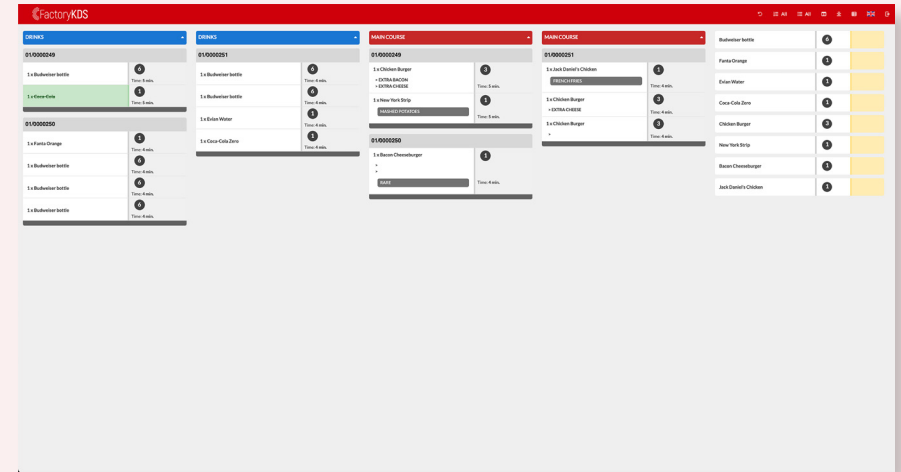 FactoryKDS
All
All
DRINKS
01/0000249
1 x Budweiser bottle
6
Time: 5 min.
1 x Coca-Cola
1
Time: 5 min.
01/0000250
1 x Fanta Orange
1
Time: 4 min.
1 x Budweiser bottle
6
Time: 4 min.
1 x Budweiser bottle
6
Time: 4 min.
1 x Budweiser bottle
6
Time: 4 min.
DRINKS
01/0000251
1 x Budweiser bottle
6
Time: 4 min.
1 x Budweiser bottle
6
Time: 4 min.
1 x Evian Water
1
Time: 4 min.
1 x Coca-Cola Zero
1
Time: 4 min.
MAIN COURSE
01/0000249
1 x Chicken Burger
3
> EXTRA BACON
> EXTRA CHEESE
Time: 5 min.
1 x New York Strip
1
MASHED POTATOES
Time: 5 min.
01/0000250
1 x Bacon Cheeseburger
1
>
>
RARE
Time: 4 min.
MAIN COURSE
01/0000251
1 x Jack Daniel's Chicken
1
FRENCH FRIES
Time: 4 min.
1 x Chicken Burger
3
> EXTRA CHEESE
Time: 4 min.
1 x Chicken Burger
3
>
Time: 4 min.
Budweiser bottle
6
Fanta Orange
1
Evian Water
1
Coca-Cola Zero
1
Chicken Burger
3
New York Strip
1
Bacon Cheeseburger
1
Jack Daniel's Chicken
1